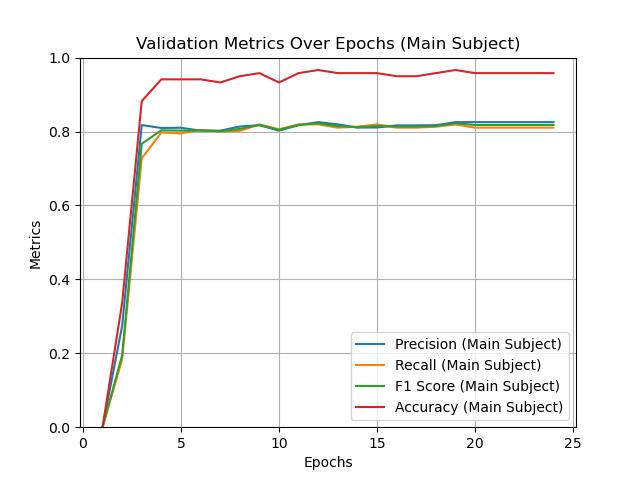 Validation Metrics Over Epochs (Main Subject)
1.0
0.8
0.6
0.4
0.2
0.0
Metrics
Precision (Main Subject)
Recall (Main Subject)
F1 Score (Main Subject)
Accuracy (Main Subject)
0 5 10 15 20 25
Epochs